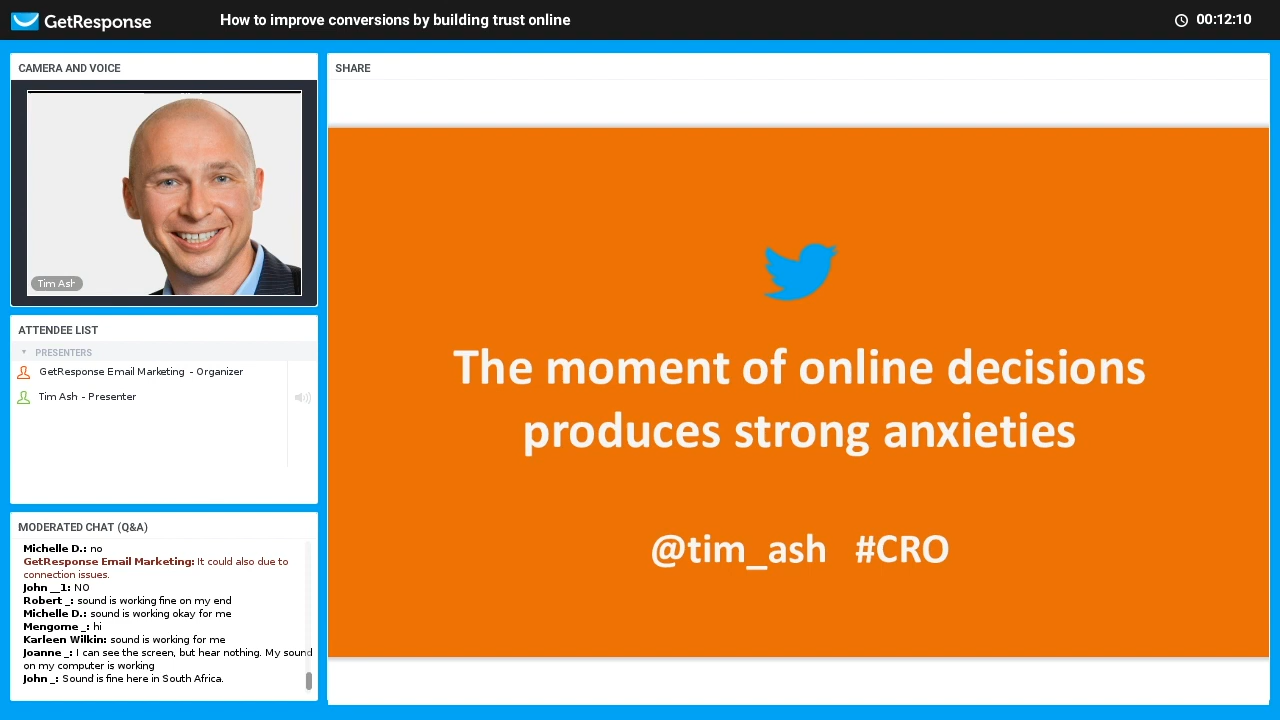 GetResponse
How to improve conversions by building trust online
00:12:10
CAMERA AND VOICE
Tim Ash
ATTENDEE LIST
PRESENTERS
GetResponse Email Marketing - Organizer
Tim Ash - Presenter
MODERATED CHAT (Q&A)
Michelle D.: no
GetResponse Email Marketing: It could also due to
connection issues.
John __1: NO
Robert _: sound is working fine on my end
Michelle D.: sound is working okay for me
Mengome _: hi
Karleen Wilkin: sound is working for me
Joanne _: I can see the screen, but hear nothing. My sound
on my computer is working
John _: Sound is fine here in South Africa.
SHARE
The moment of online decisions
produces strong anxieties
@tim_ash #CRO